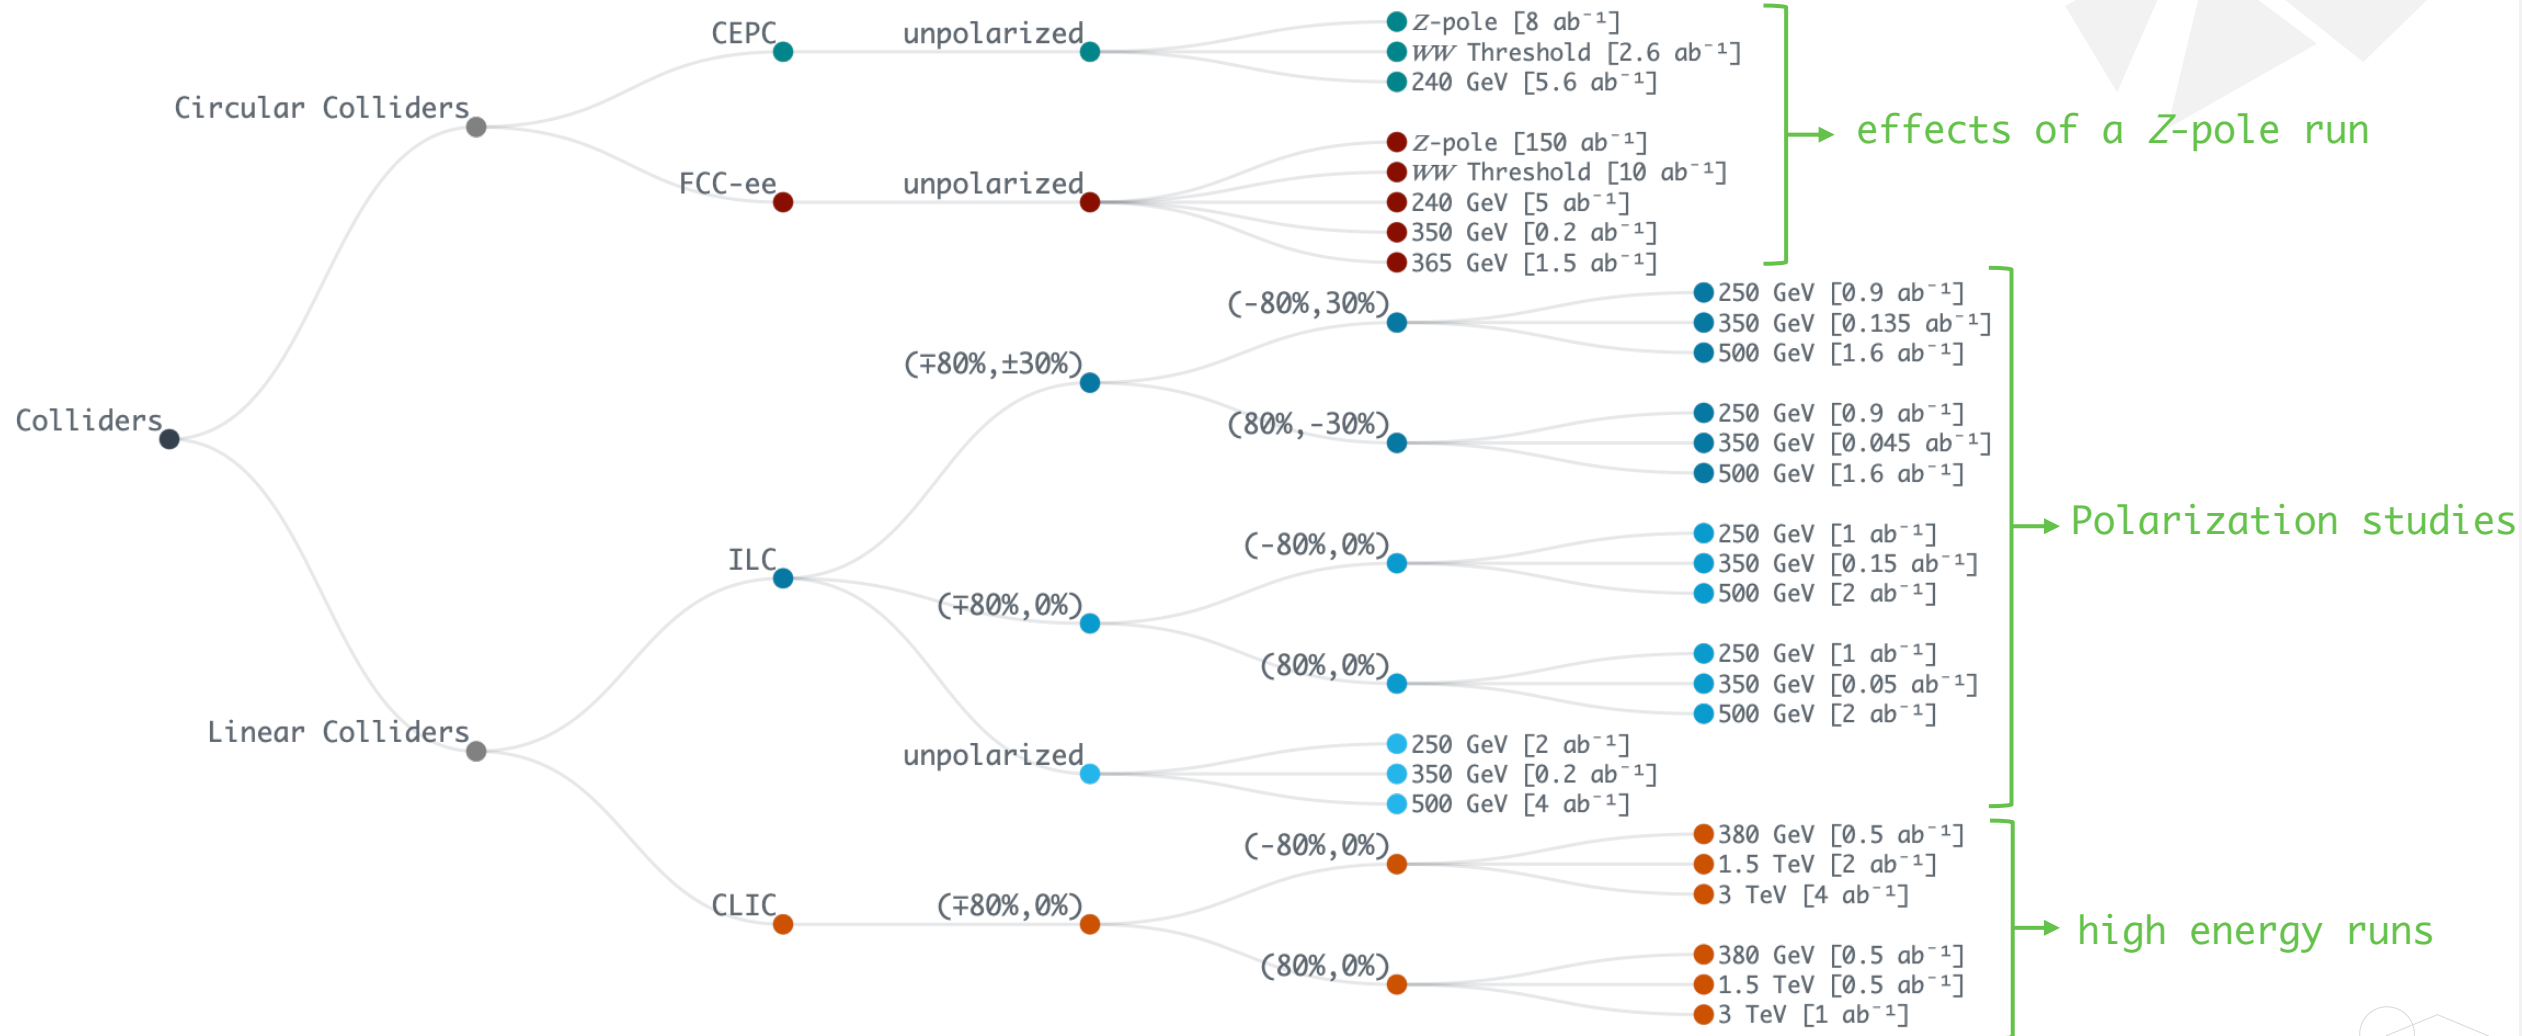 Colliders
Circular Colliders
CEPC
unpolarized
Z-pole [8 ab⁻¹]
WW Threshold [2.6 ab⁻¹]
240 GeV [5.6 ab⁻¹]
FCC-ee
unpolarized
Z-pole [150 ab⁻¹]
WW Threshold [10 ab⁻¹]
240 GeV [5 ab⁻¹]
350 GeV [0.2 ab⁻¹]
365 GeV [1.5 ab⁻¹]
effects of a Z-pole run
Linear Colliders
ILC
(∓80%,±30%)
(-80%,30%)
250 GeV [0.9 ab⁻¹]
350 GeV [0.135 ab⁻¹]
500 GeV [1.6 ab⁻¹]
(80%,-30%)
250 GeV [0.9 ab⁻¹]
350 GeV [0.045 ab⁻¹]
500 GeV [1.6 ab⁻¹]
(∓80%,0%)
(-80%,0%)
250 GeV [1 ab⁻¹]
350 GeV [0.15 ab⁻¹]
500 GeV [2 ab⁻¹]
(80%,0%)
250 GeV [1 ab⁻¹]
350 GeV [0.05 ab⁻¹]
500 GeV [2 ab⁻¹]
unpolarized
250 GeV [2 ab⁻¹]
350 GeV [0.2 ab⁻¹]
500 GeV [4 ab⁻¹]
Polarization studies
CLIC
(∓80%,0%)
(-80%,0%)
380 GeV [0.5 ab⁻¹]
1.5 TeV [2 ab⁻¹]
3 TeV [4 ab⁻¹]
(80%,0%)
380 GeV [0.5 ab⁻¹]
1.5 TeV [0.5 ab⁻¹]
3 TeV [1 ab⁻¹]
high energy runs